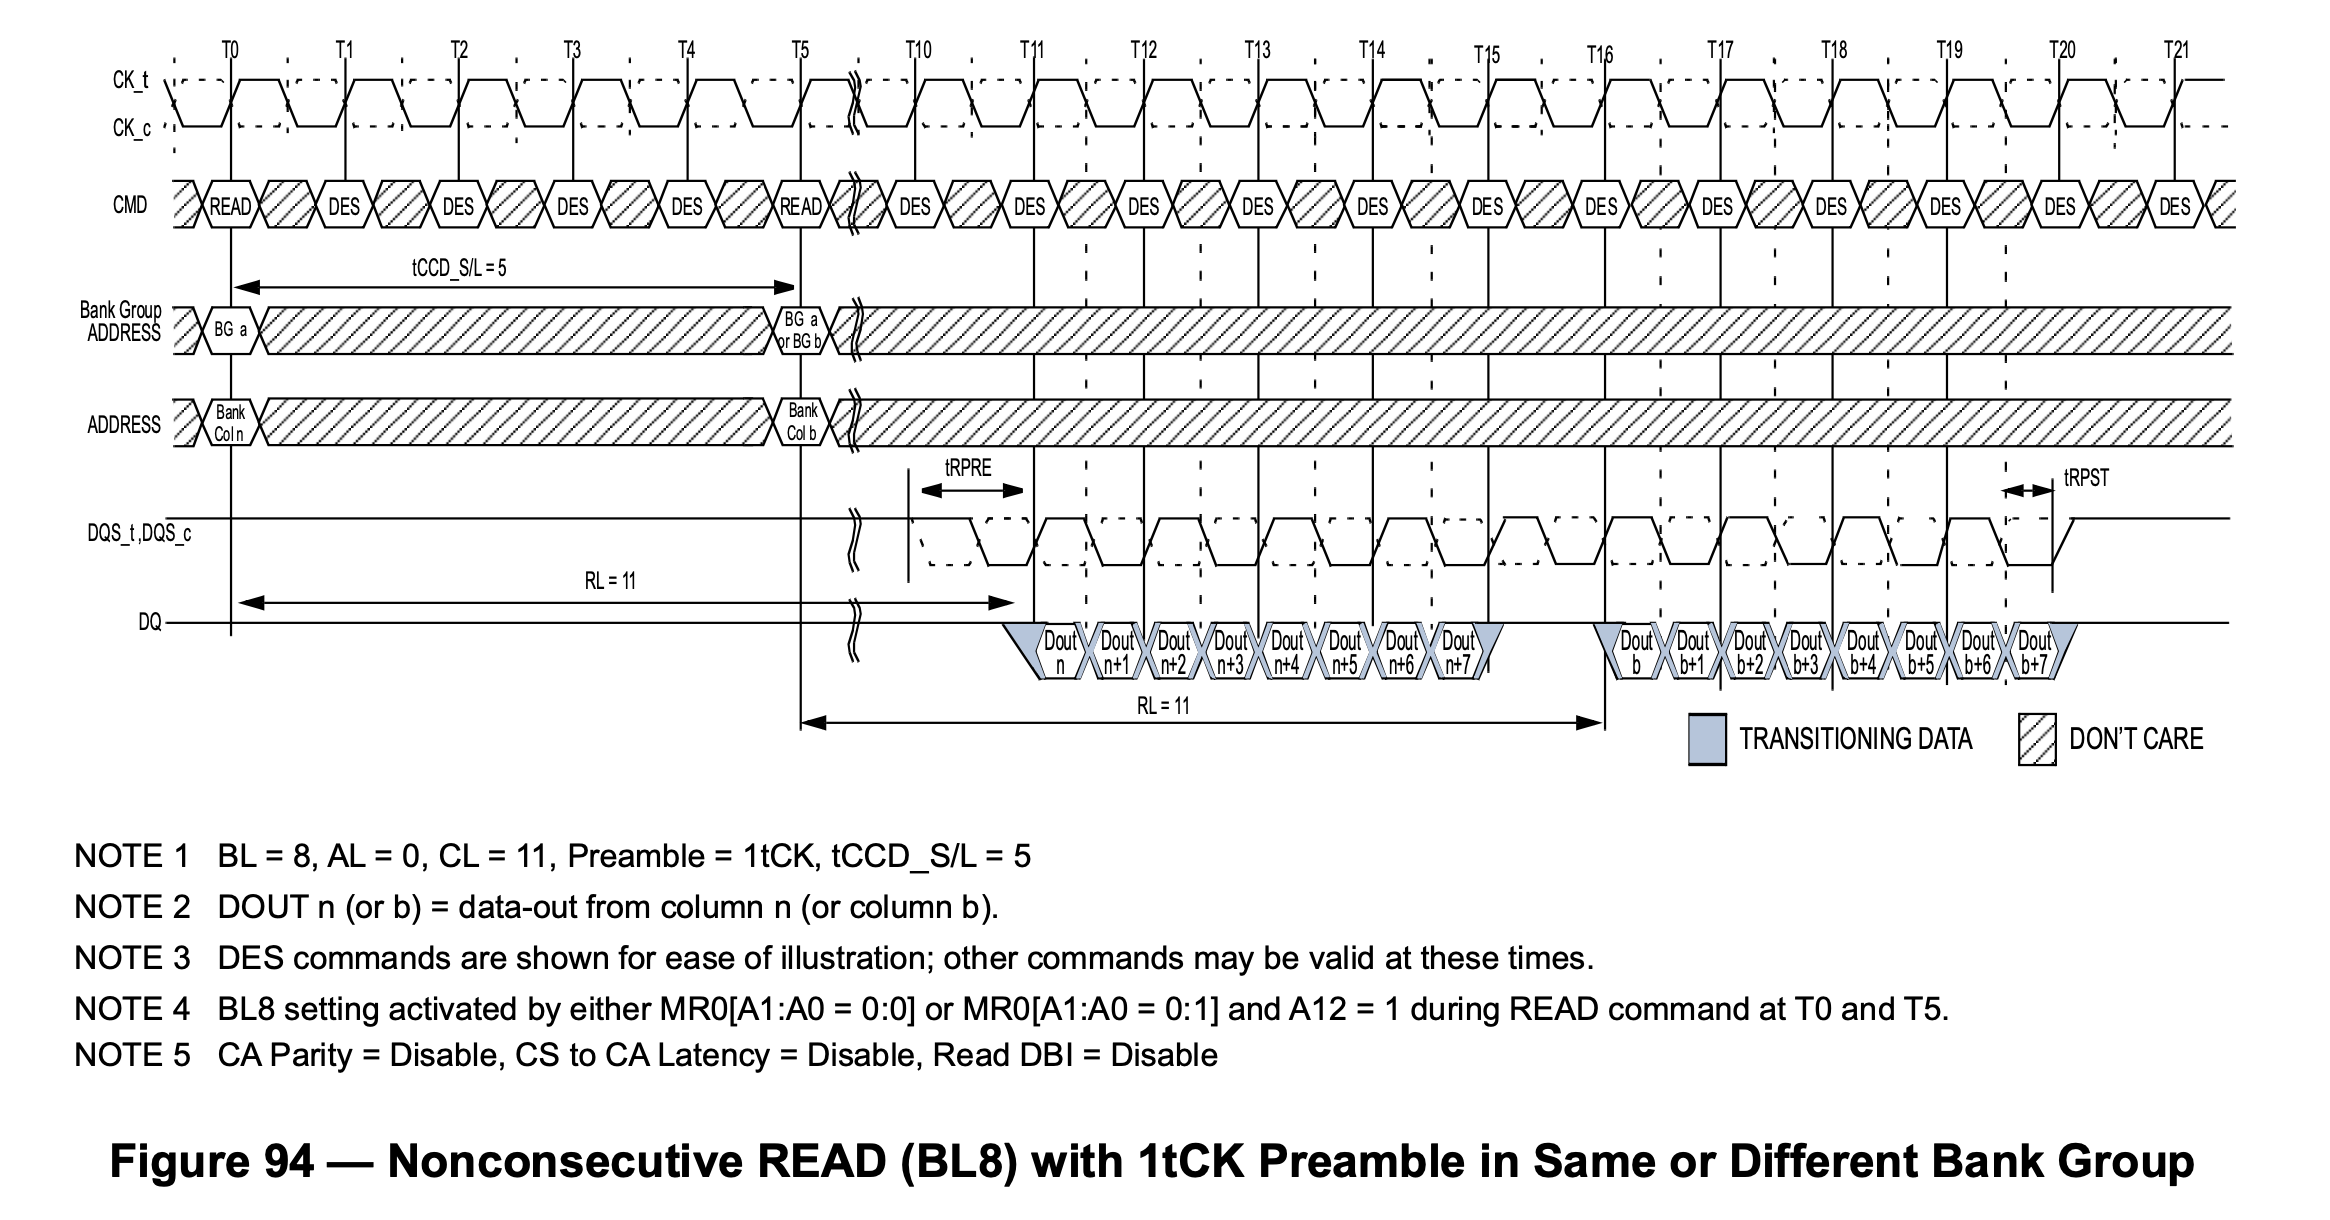 T0 T1 T2 T3 T4 T5 T10 T11 T12 T13 T14 T15 T16 T17 T18 T19 T20 T21
CK_t
CK_c
CMD READ DES DES DES DES READ DES DES DES DES DES DES DES DES DES DES DES DES
tCCD_S/L = 5
Bank Group
ADDRESS
BG a
BG a
or BG b
ADDRESS
Bank
Col n
Bank
Col b
tRPRE
tRPST
DQS_t ,DQS_c
RL = 11
DQ
Dout Dout Dout Dout Dout Dout Dout Dout Dout Dout Dout Dout Dout Dout Dout Dout
n n+1 n+2 n+3 n+4 n+5 n+6 n+7 b b+1 b+2 b+3 b+4 b+5 b+6 b+7
RL = 11
TRANSITIONING DATA DON'T CARE
NOTE 1 BL = 8, AL = 0, CL = 11, Preamble = 1tCK, tCCD_S/L = 5
NOTE 2 DOUT n (or b) = data-out from column n (or column b).
NOTE 3 DES commands are shown for ease of illustration; other commands may be valid at these times.
NOTE 4 BL8 setting activated by either MR0[A1:A0 = 0:0] or MR0[A1:A0 = 0:1] and A12 = 1 during READ command at T0 and T5.
NOTE 5 CA Parity = Disable, CS to CA Latency = Disable, Read DBI = Disable
Figure 94 — Nonconsecutive READ (BL8) with 1tCK Preamble in Same or Different Bank Group